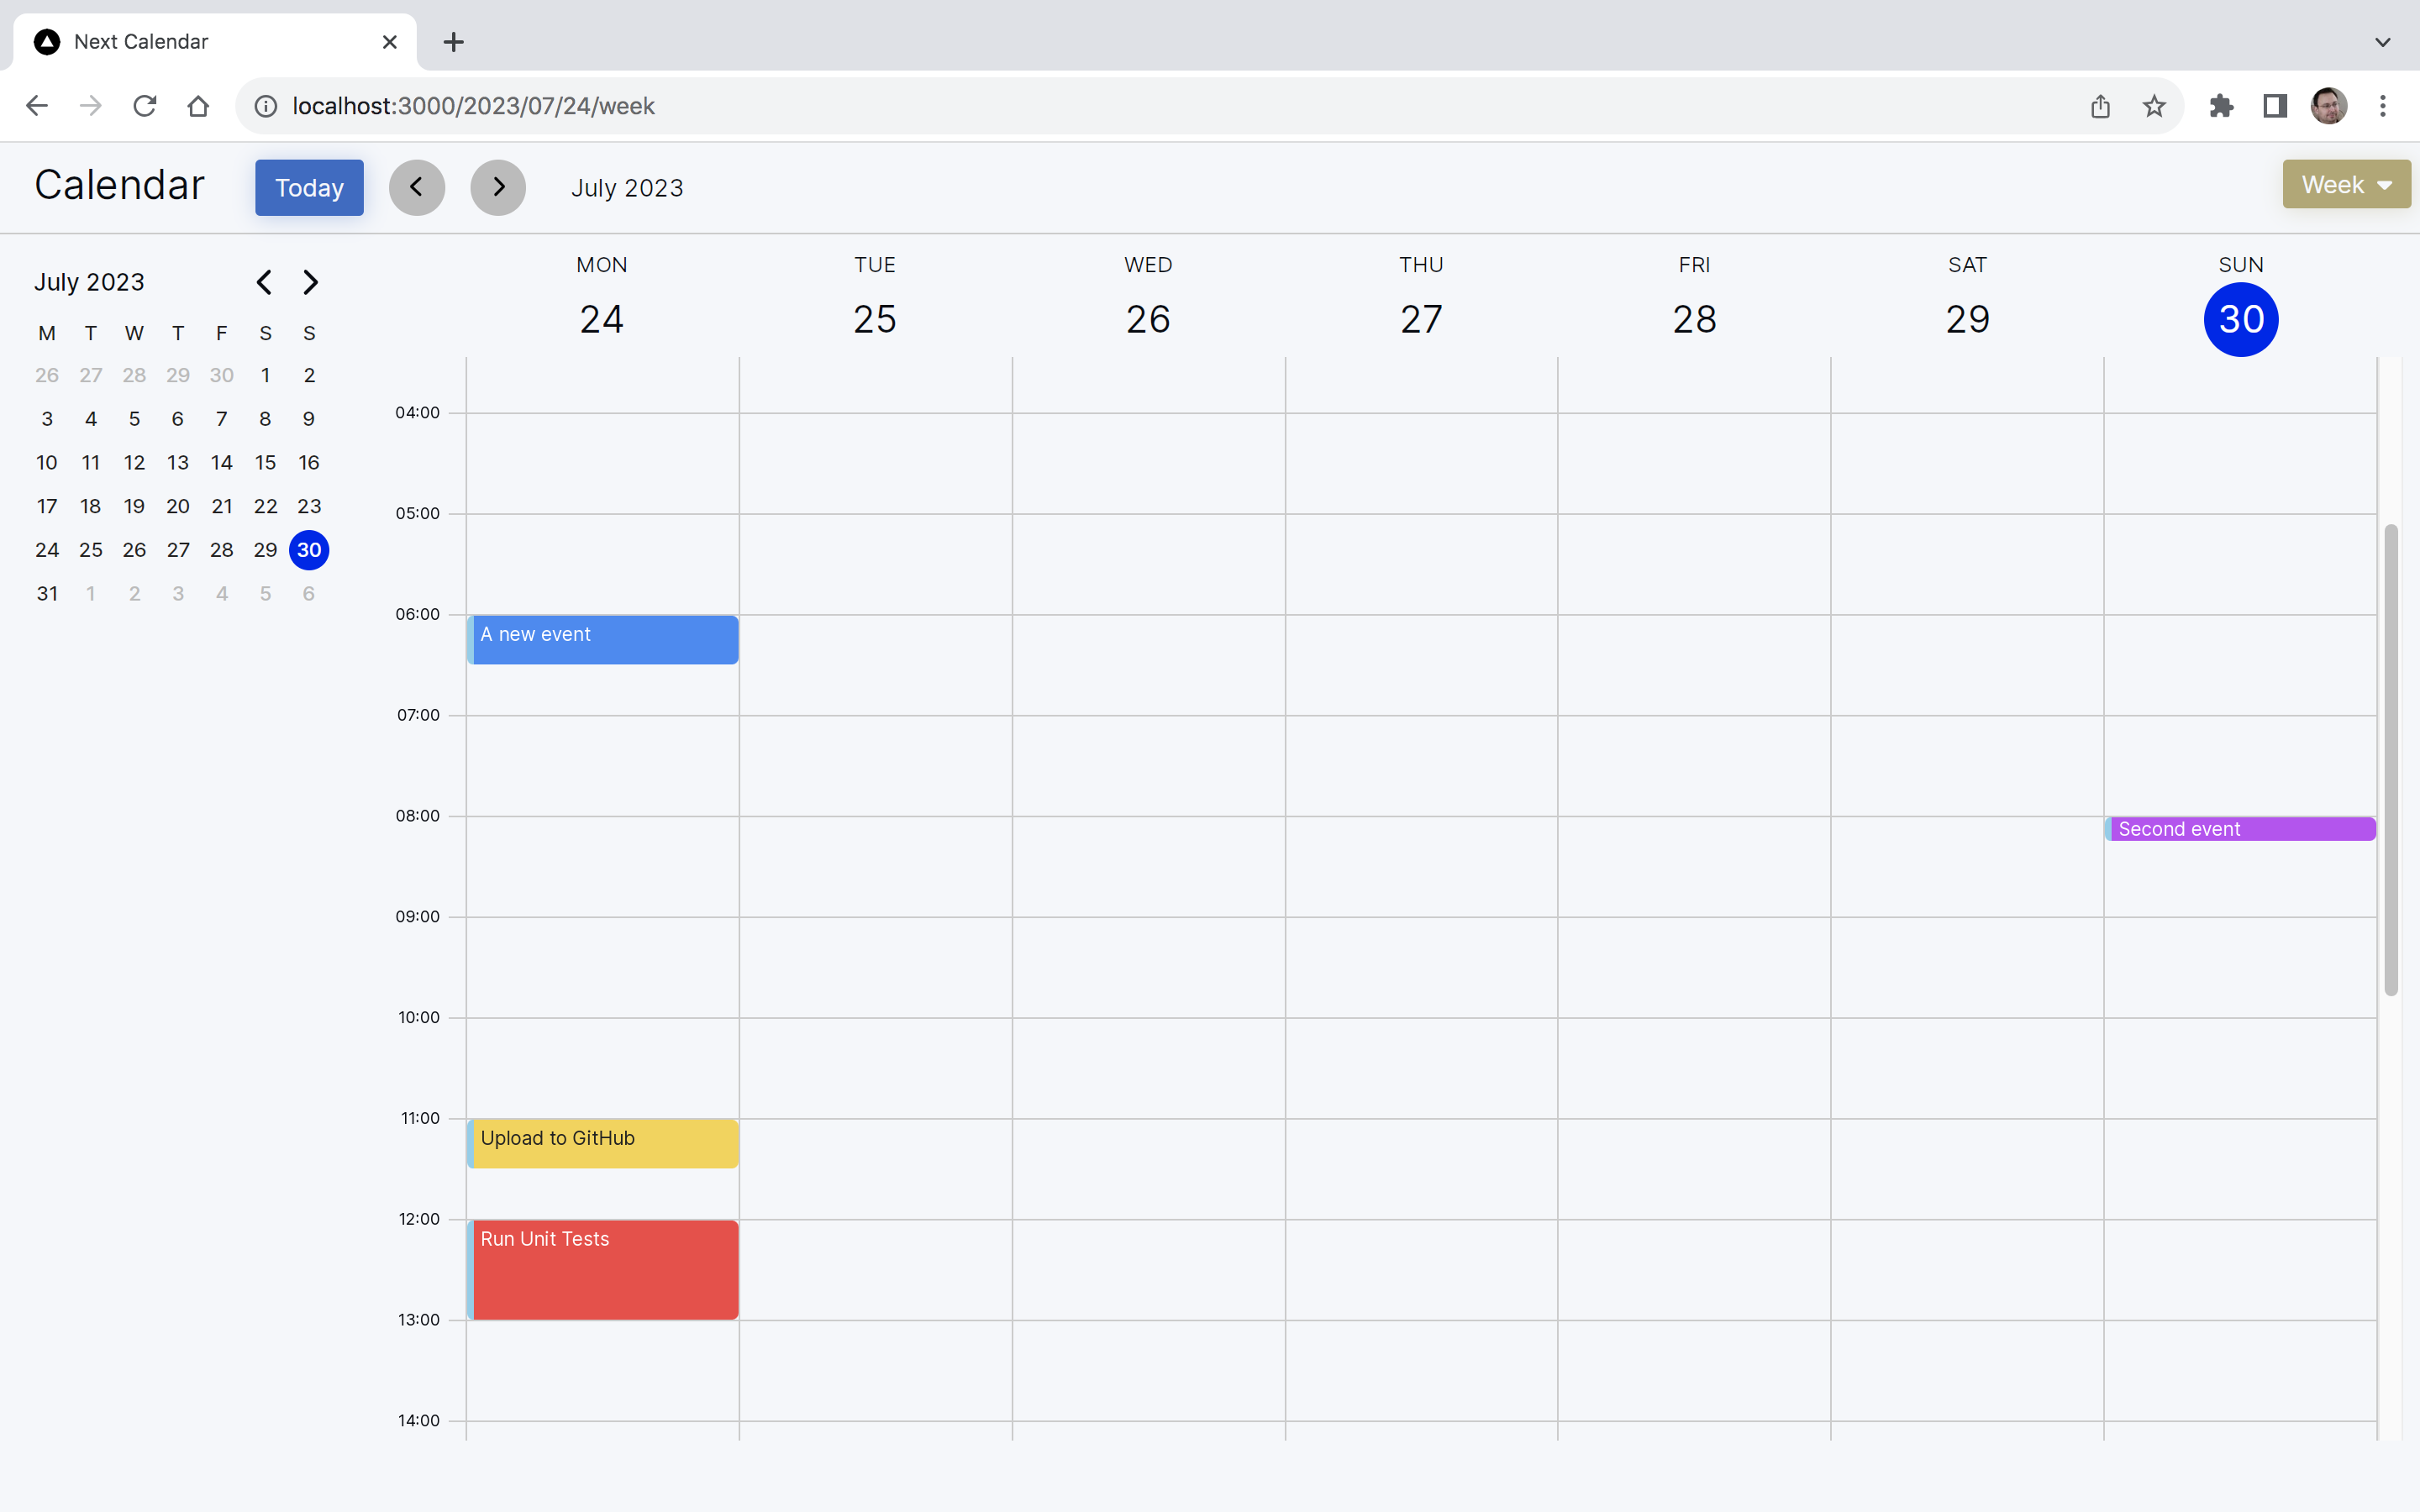 Next Calendar
localhost:3000/2023/07/24/week
Calendar
Today
July 2023
Week
July 2023
M T W T F S S
26 27 28 29 30 1 2
3 4 5 6 7 8 9
10 11 12 13 14 15 16
17 18 19 20 21 22 23
24 25 26 27 28 29 30
31 1 2 3 4 5 6
MON TUE WED THU FRI SAT SUN
24 25 26 27 28 29 30
04:00
05:00
06:00
A new event
07:00
08:00
Second event
09:00
10:00
11:00
Upload to GitHub
12:00
Run Unit Tests
13:00
14:00